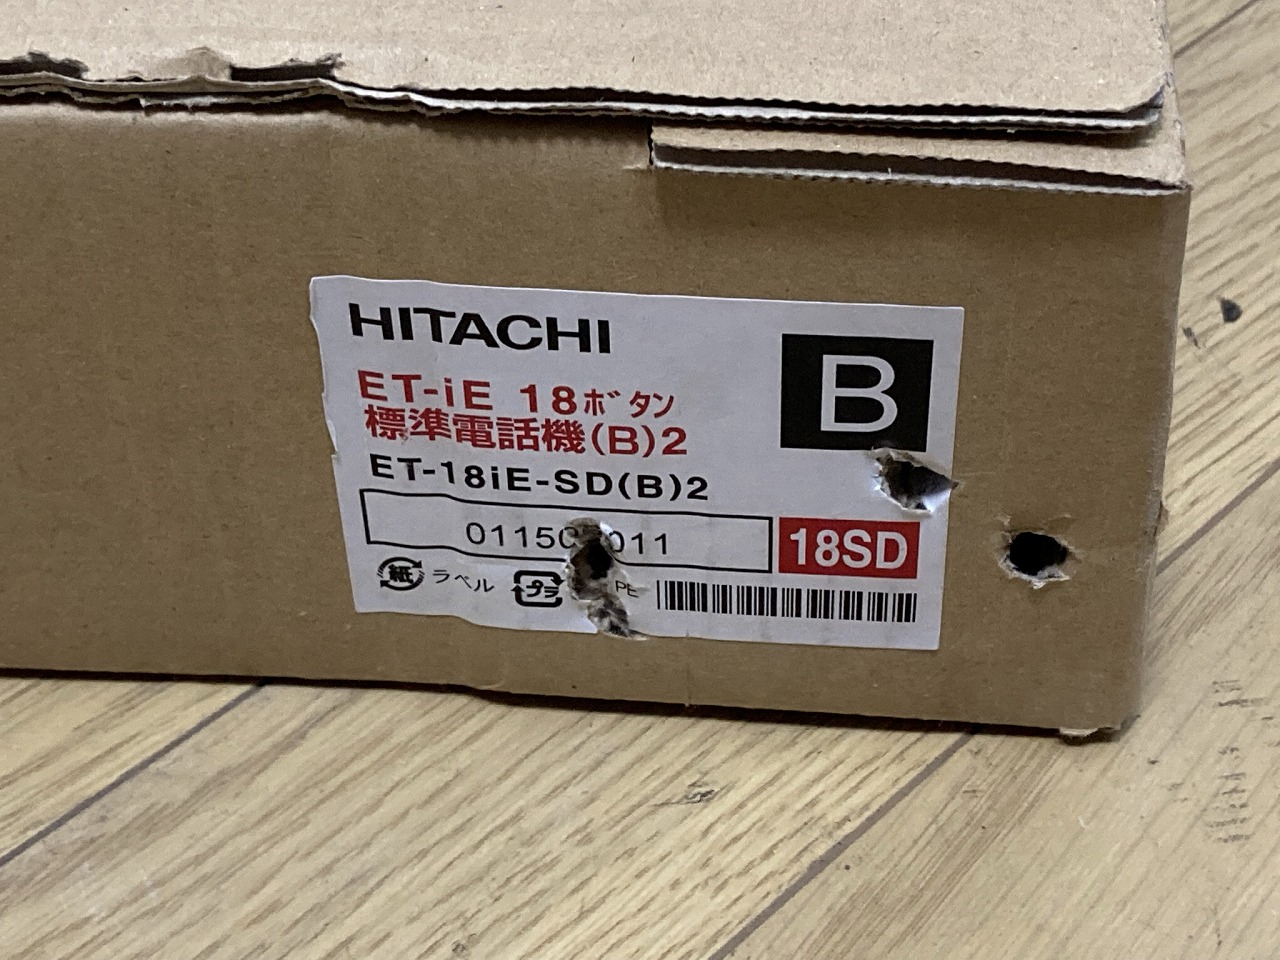 HITACHI
B
ET-iE 18ボタン
標準電話機(B)2
ET-18iE-SD(B)2
18SD
紙 ラベル プラ PE